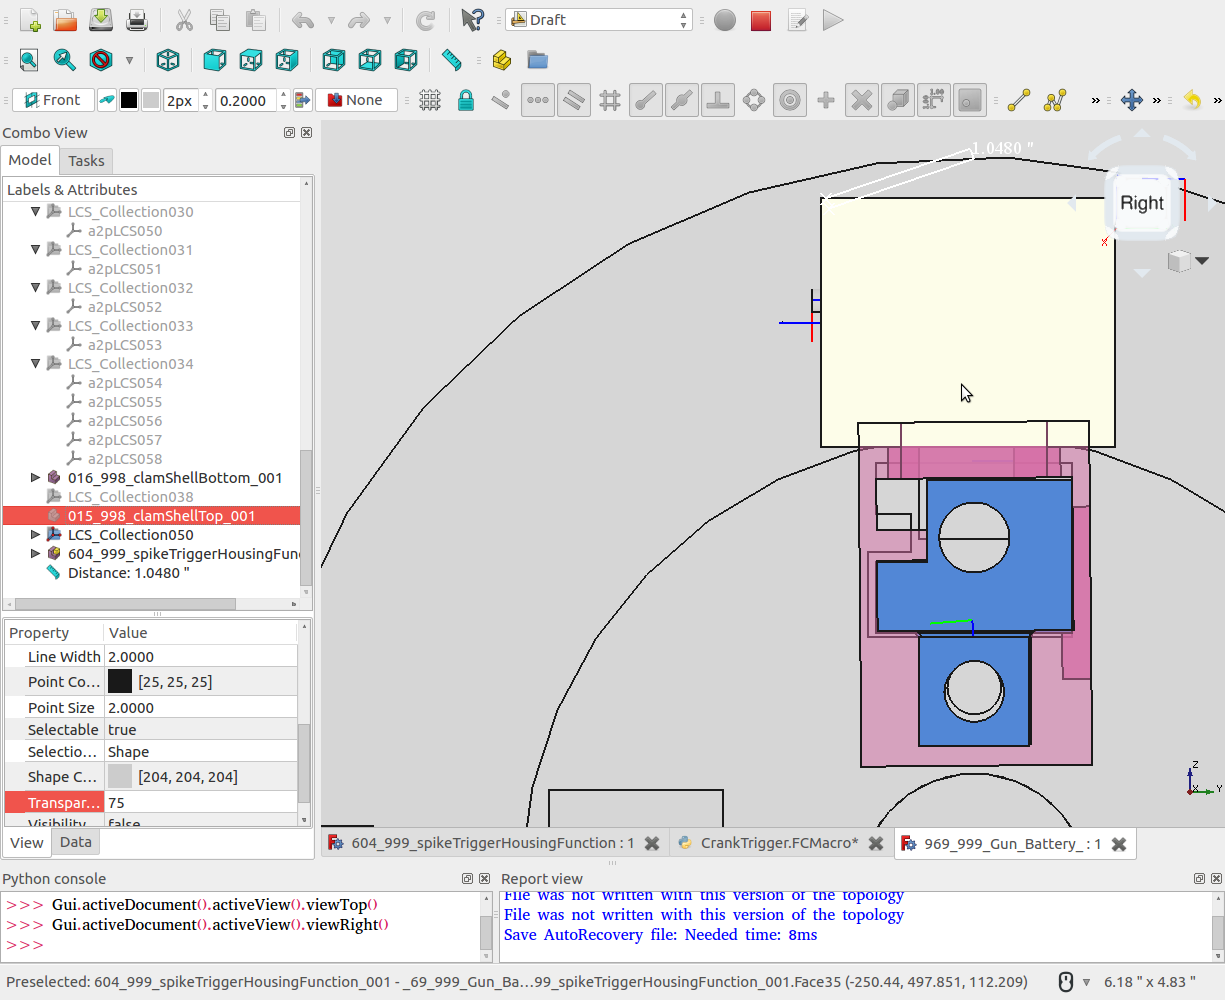 Draft
Front
2px
0.2000
None
1.00
»
»
»
Combo View
Model
Tasks
Labels & Attributes
LCS_Collection030
a2pLCS050
LCS_Collection031
a2pLCS051
LCS_Collection032
a2pLCS052
LCS_Collection033
a2pLCS053
LCS_Collection034
a2pLCS054
a2pLCS055
a2pLCS056
a2pLCS057
a2pLCS058
016_998_clamShellBottom_001
LCS_Collection038
015_998_clamShellTop_001
LCS_Collection050
604_999_spikeTriggerHousingFun
Distance: 1.0480 "
Property Value
Line Width 2.0000
Point Co... [25, 25, 25]
Point Size 2.0000
Selectable true
Selectio... Shape
Shape C... [204, 204, 204]
Transpar... 75
Visibility false
View
Data
1.0480 "
Right
X
Z
X
Y
604_999_spikeTriggerHousingFunction : 1
CrankTrigger.FCMacro*
969_999_Gun_Battery_ : 1
Python console
>>> Gui.activeDocument().activeView().viewTop()
>>> Gui.activeDocument().activeView().viewRight()
>>>
Report view
File was not written with this version of the topology
File was not written with this version of the topology
Save AutoRecovery file: Needed time: 8ms
Preselected: 604_999_spikeTriggerHousingFunction_001 - _69_999_Gun_Ba...99_spikeTriggerHousingFunction_001.Face35 (-250.44, 497.851, 112.209)
6.18 " x 4.83 "